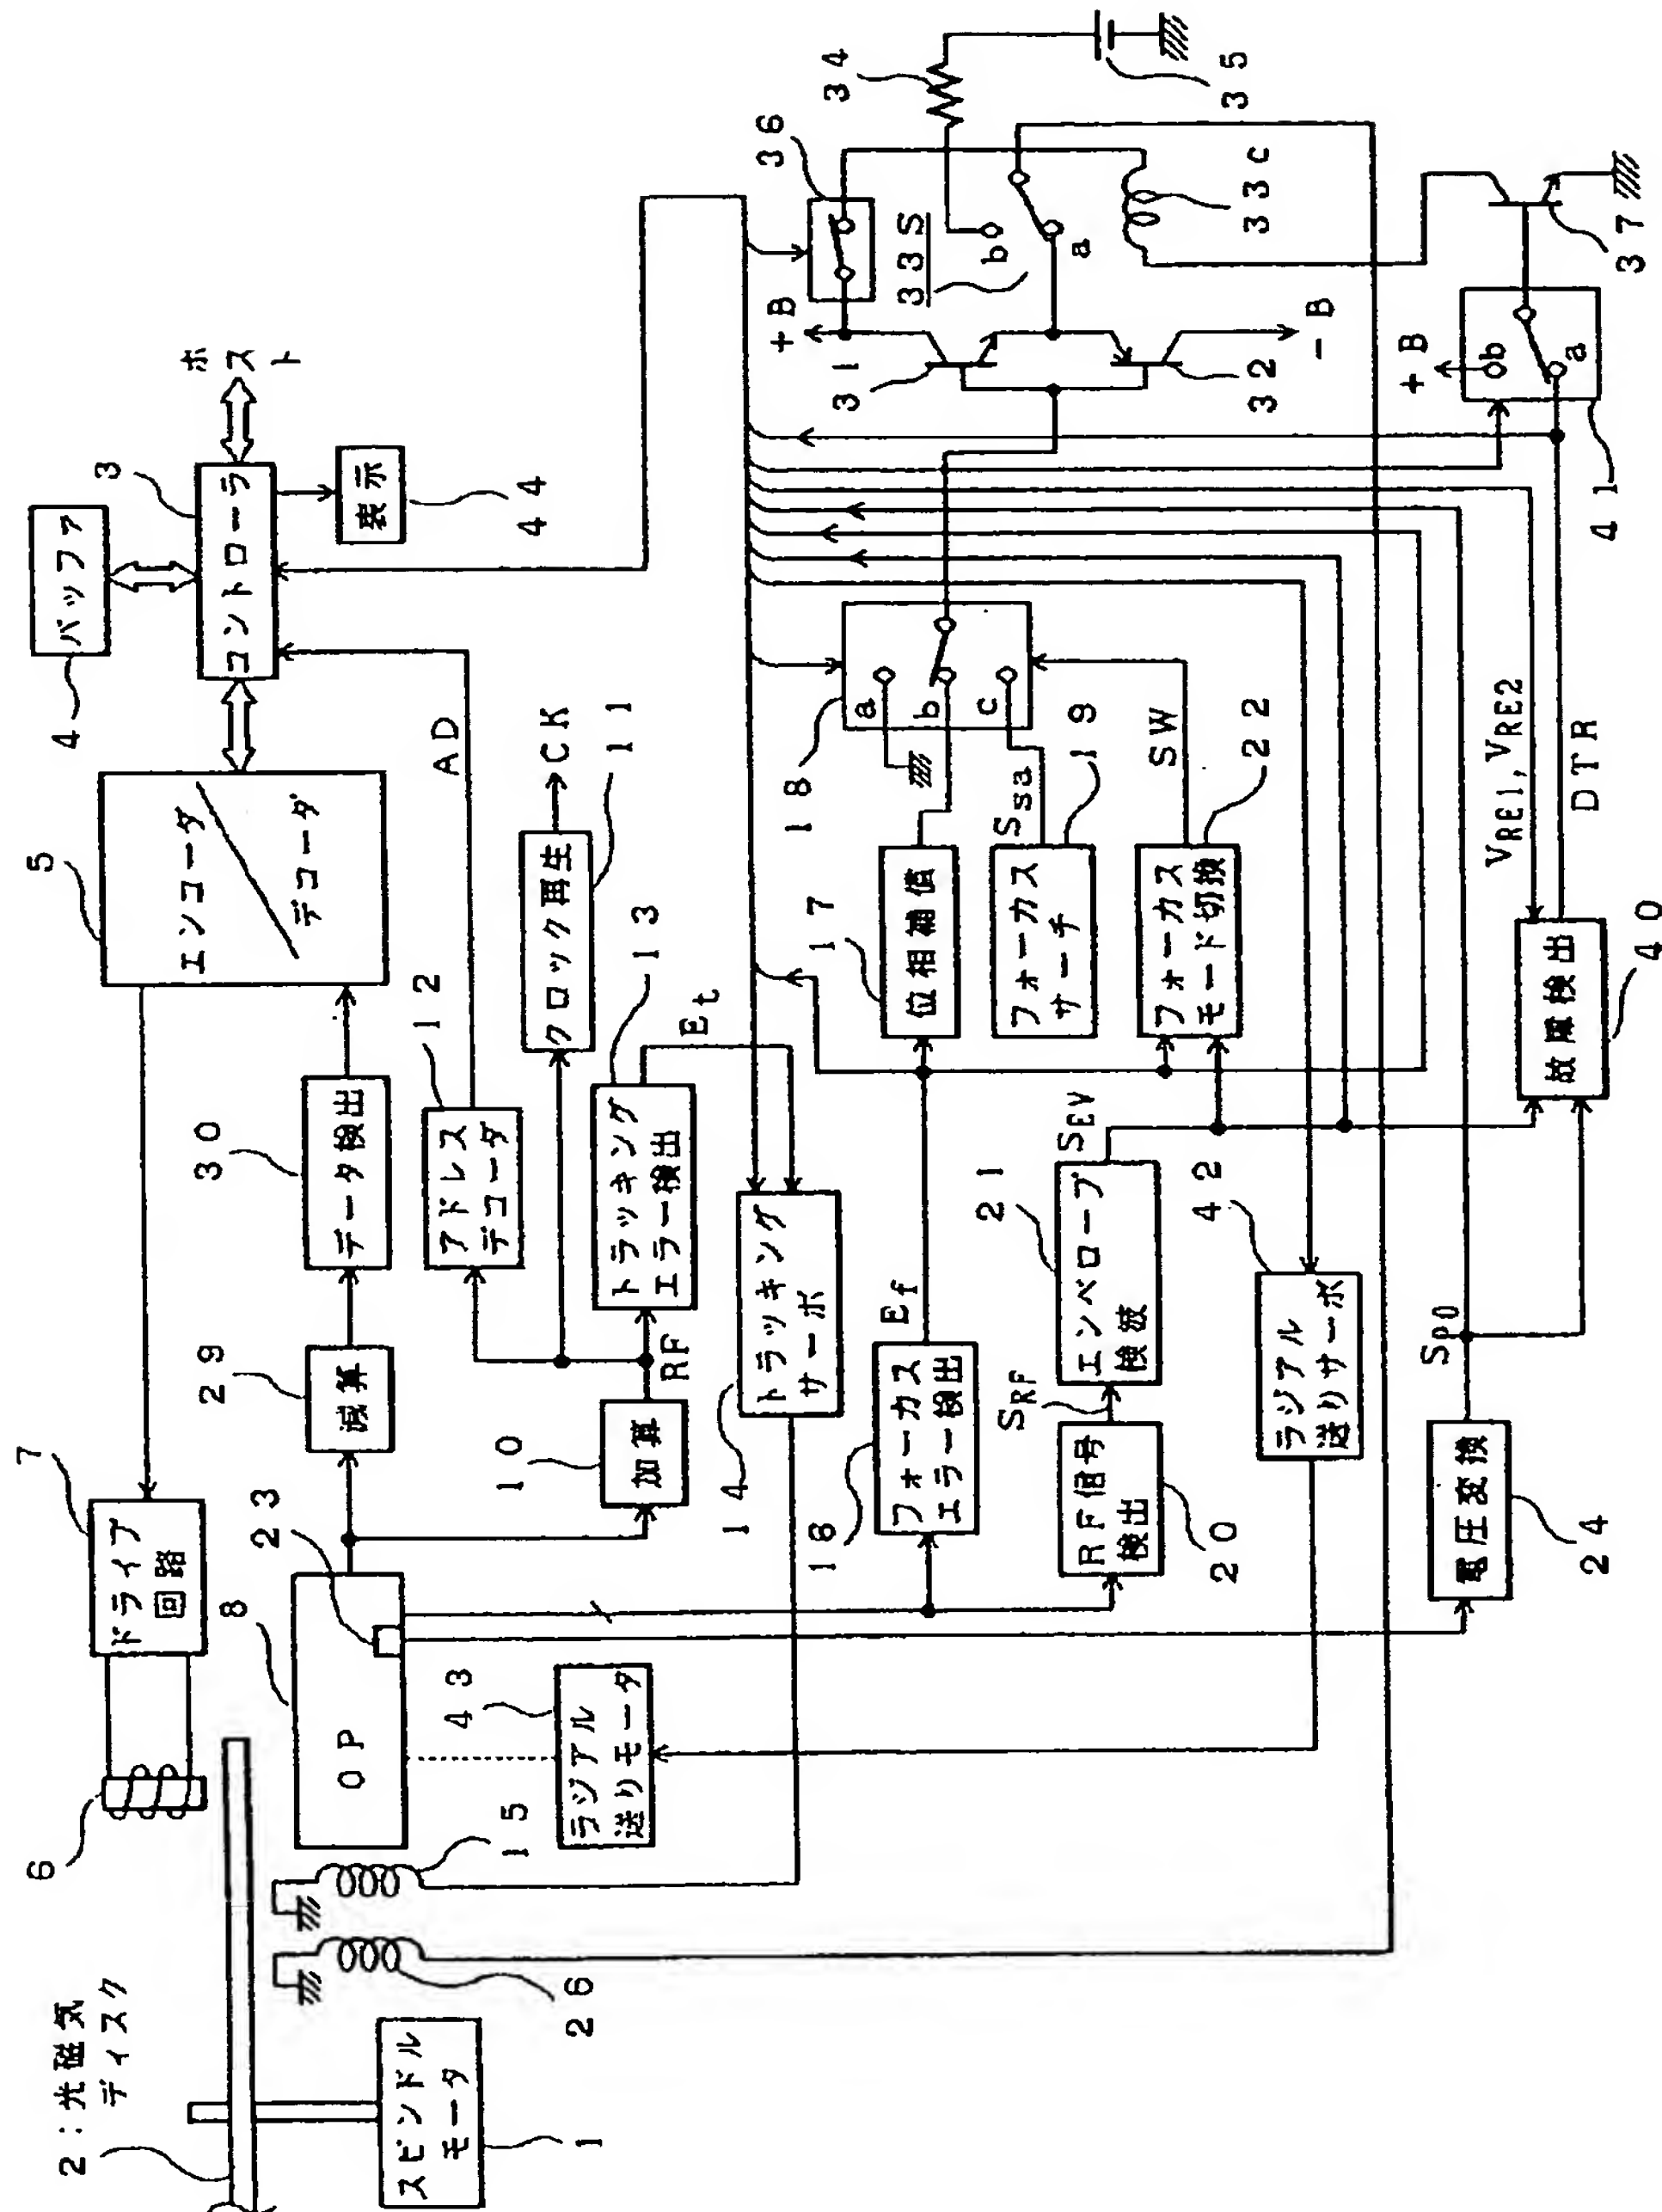 2：光磁気
ディスク
スピンドル
モータ
1
6
7
ドライブ
回路
5
エンコーダ
デコーダ
4
バッファ
3
コントローラ
ホスト
表示
44
8
OP
23
29
減算
30
データ検出
12
アドレス
デコーダ
AD
10
加算
RF
クロック再生
CK
11
トラッキング
エラー検出
13
Et
トラッキング
サーボ
14
15
26
ラジアル
送りモータ
43
18
フォーカス
エラー検出
Ef
位相補値
17
18
a
b
c
フォーカス
サーチ
19
Ssa
RF信号
検出
20
SRF
エンベロープ
検波
21
SEV
フォーカス
モード切換
22
SW
ラジアル
送りサーボ
42
電圧変換
24
SPO
故障検出
40
VRE1,VRE2
DTR
+B
31
32
-B
36
33S
b
a
34
35
33c
+B
b
a
41
37